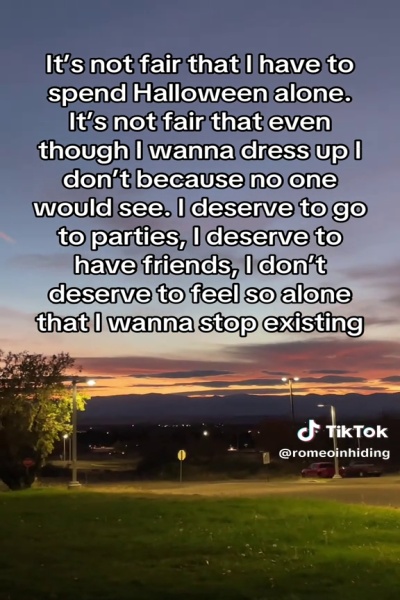 It's not fair that I have to
spend Halloween alone.
It's not fair that even
though I wanna dress up I
don't because no one
would see. I deserve to go
to parties, I deserve to
have friends, I don't
deserve to feel so alone
that I wanna stop existing
TikTok
@romeoinhiding